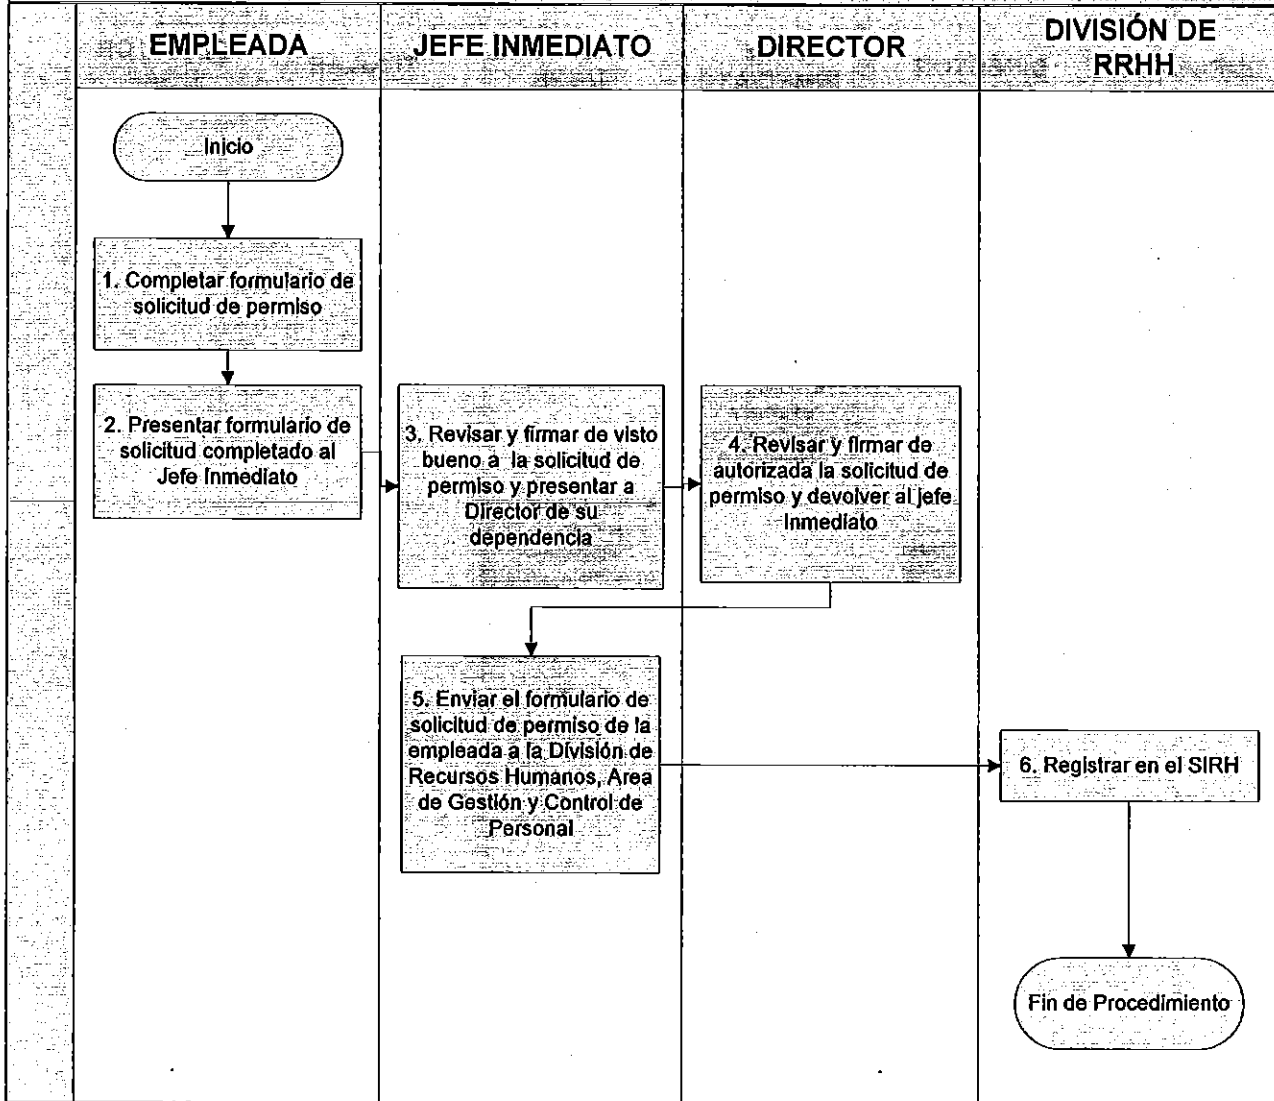 EMPLEADA
JEFE INMEDIATO
DIRECTOR
DIVISIÓN DE
RRHH
Inicio
1. Completar formulario de
solicitud de permiso
2. Presentar formulario de
solicitud completado al
Jefe Inmediato
3. Revisar y firmar de visto
bueno a la solicitud de
permiso y presentar a
Director de su
dependencia
4. Revisar y firmar de
autorizada la solicitud de
permiso y devolver al jefe
Inmediato
5. Enviar el formulario de
solicitud de permiso de la
empleada a la División de
Recursos Humanos, Area
de Gestión y Control de
Personal
6. Registrar en el SIRH
Fin de Procedimiento